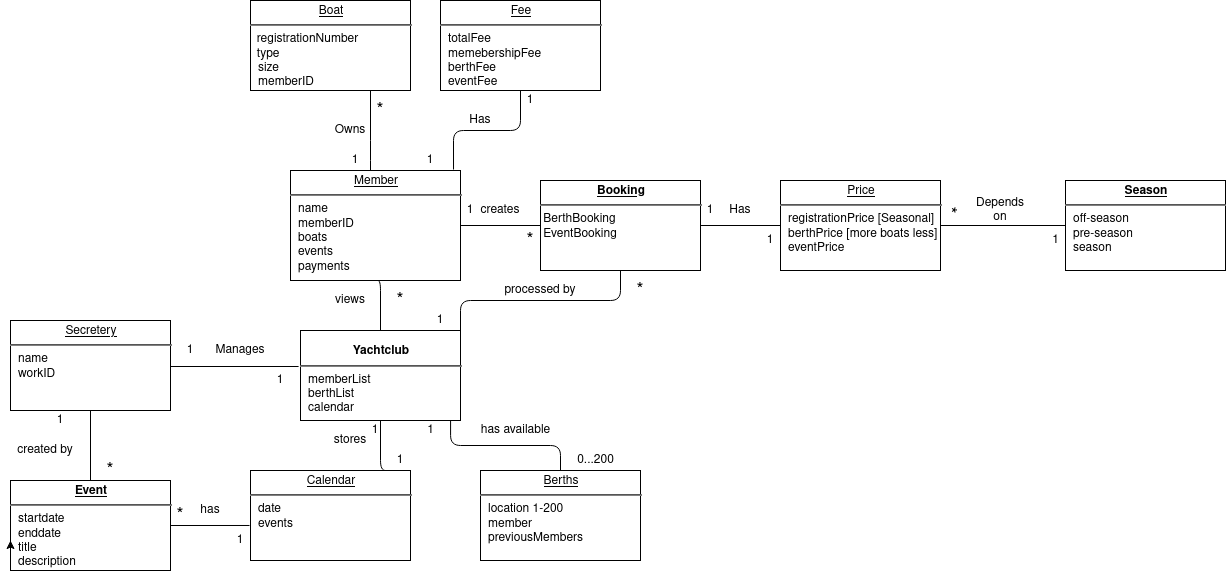 Boat
registrationNumber
type
size
memberID
Fee
totalFee
memebershipFee
berthFee
eventFee
*
1
Owns
Has
1
1
Member
name
memberID
boats
events
payments
1 creates
*
Booking
BerthBooking
EventBooking
1 Has
1
Price
registrationPrice [Seasonal]
berthPrice [more boats less]
eventPrice
*
Depends
on
1
Season
off-season
pre-season
season
views
*
processed by
*
1
Secretery
name
workID
1 Manages
1
Yachtclub
memberList
berthList
calendar
1
created by
*
stores
1
1
1
has available
0...200
Event
startdate
enddate
title
description
* has
1
Calendar
date
events
Berths
location 1-200
member
previousMembers